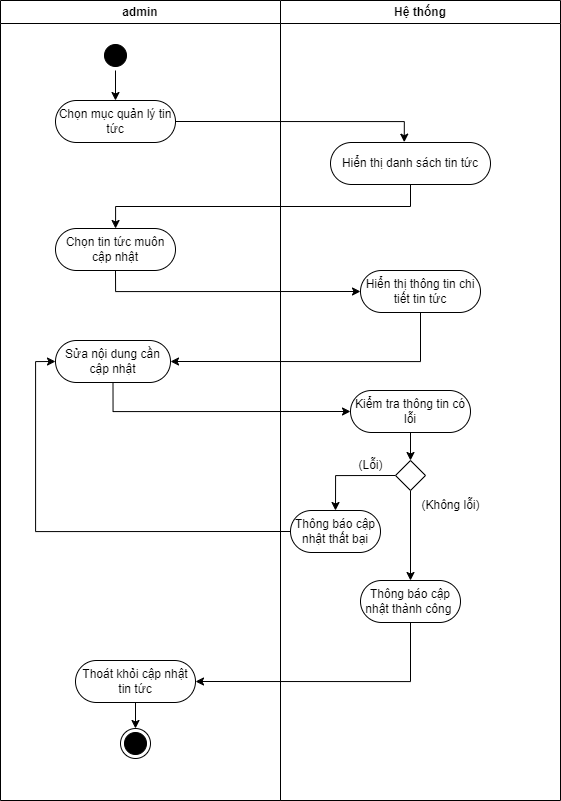 admin
Hệ thống
Chọn mục quản lý tin
tức
Hiển thị danh sách tin tức
Chọn tin tức muôn
cập nhật
Hiển thị thông tin chi
tiết tin tức
Sửa nội dung cần
cập nhật
Kiểm tra thông tin có
lỗi
(Lỗi)
(Không lỗi)
Thông báo cập
nhật thất bại
Thông báo cập
nhật thành công
Thoát khỏi cập nhật
tin tức